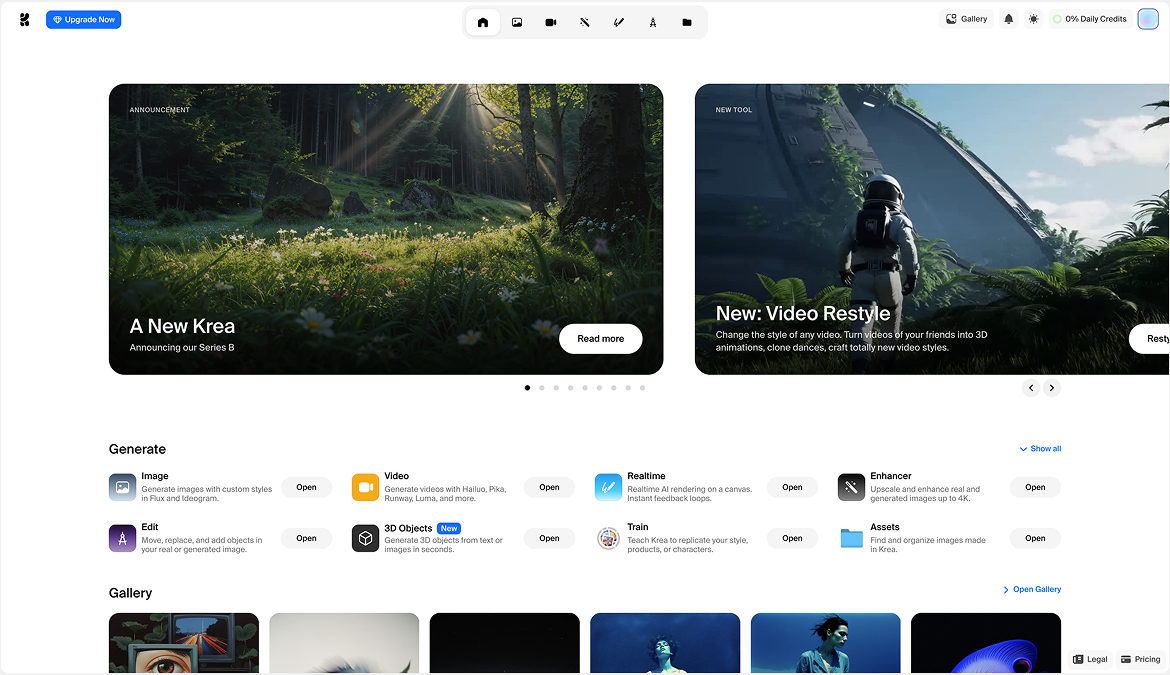 Upgrade Now
Gallery
0% Daily Credits
ANNOUNCEMENT
A New Krea
Announcing our Series B
Read more
NEW TOOL
New: Video Restyle
Change the style of any video. Turn videos of your friends into 3D
animations, clone dances, craft totally new video styles.
Resty
Generate
Show all
Image
Generate images with custom styles
in Flux and Ideogram.
Open
Video
Generate videos with Hailuo, Pika,
Runway, Luma, and more.
Open
Realtime
Realtime AI rendering on a canvas.
Instant feedback loops.
Open
Enhancer
Upscale and enhance real and
generated images up to 4K.
Open
Edit
Move, replace, and add objects in
your real or generated image.
Open
3D Objects New
Generate 3D objects from text or
images in seconds.
Open
Train
Teach Krea to replicate your style,
products, or characters.
Open
Assets
Find and organize images made
in Krea.
Open
Gallery
Open Gallery
Legal
Pricing